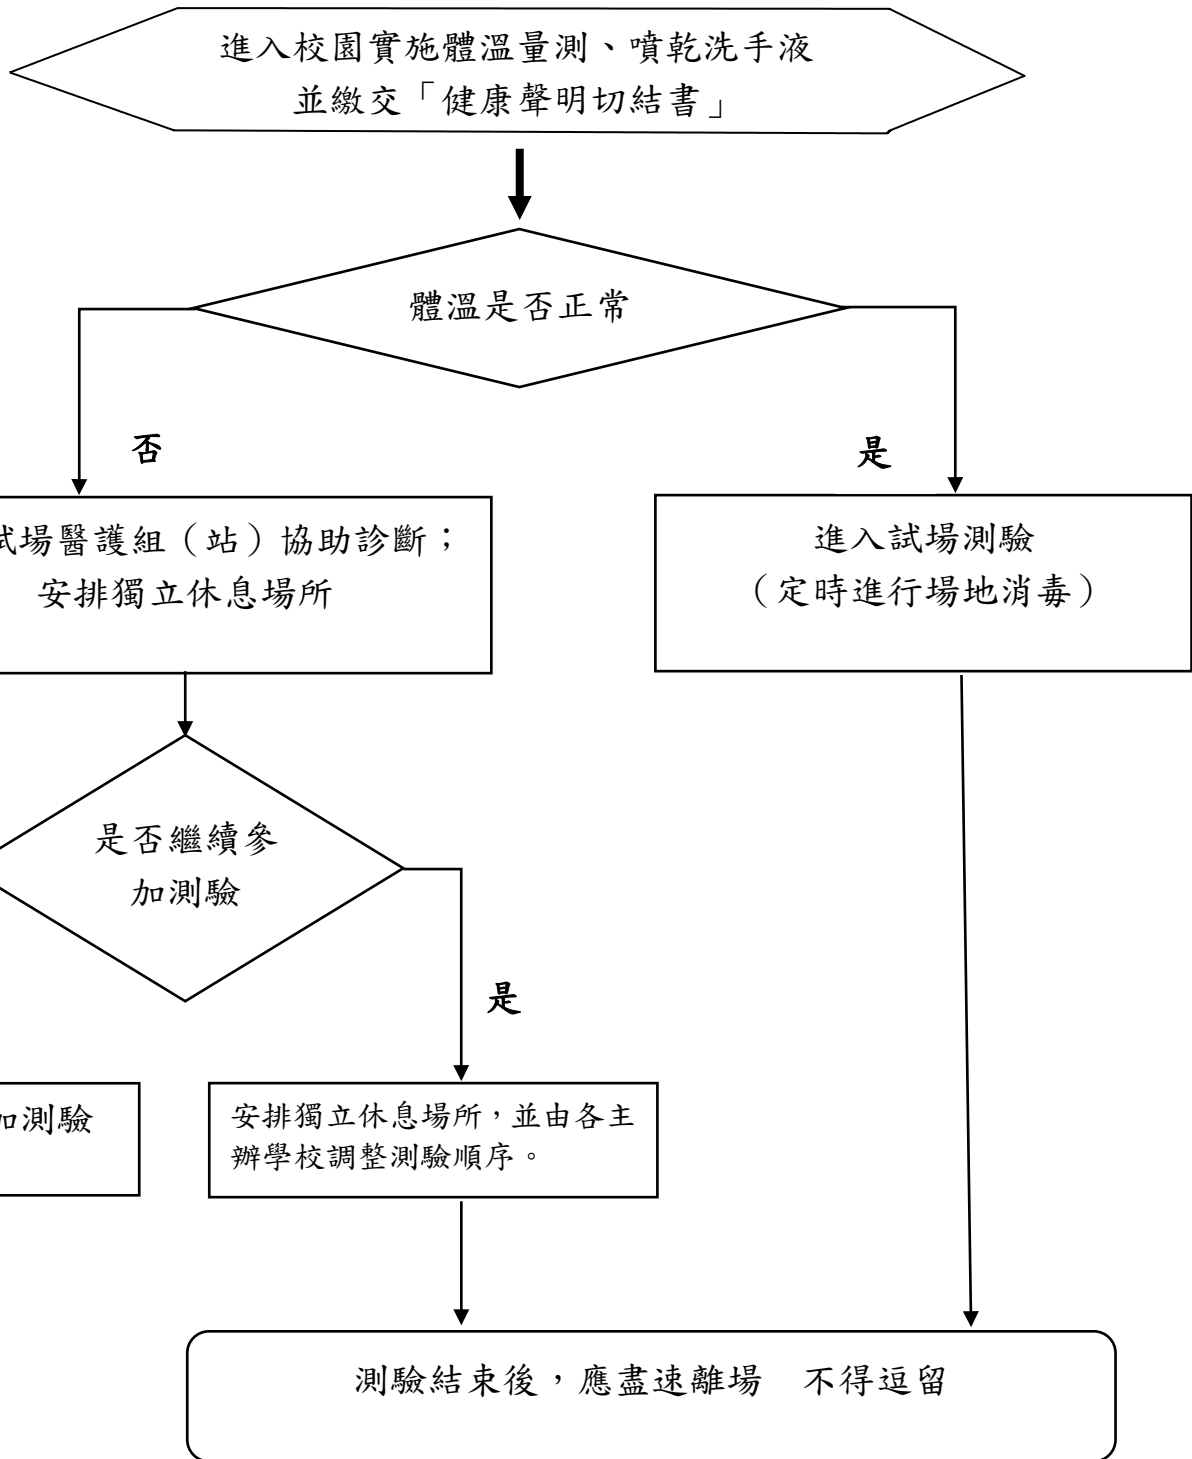 進入校園實施體溫量測、噴乾洗手液
並繳交「健康聲明切結書」
體溫是否正常
否
是
試場醫護組（站）協助診斷；
安排獨立休息場所
進入試場測驗
（定時進行場地消毒）
是否繼續參
加測驗
是
加測驗
安排獨立休息場所，並由各主
辦學校調整測驗順序。
測驗結束後，應盡速離場　不得逗留